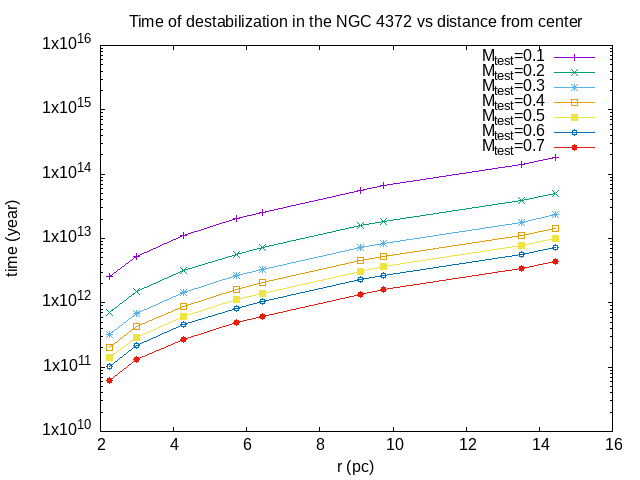 Time of destabilization in the NGC 4372 vs distance from center
1x10^16
1x10^15
1x10^14
1x10^13
1x10^12
1x10^11
1x10^10
time (year)
M_test=0.1
M_test=0.2
M_test=0.3
M_test=0.4
M_test=0.5
M_test=0.6
M_test=0.7
2 4 6 8 10 12 14 16
r (pc)